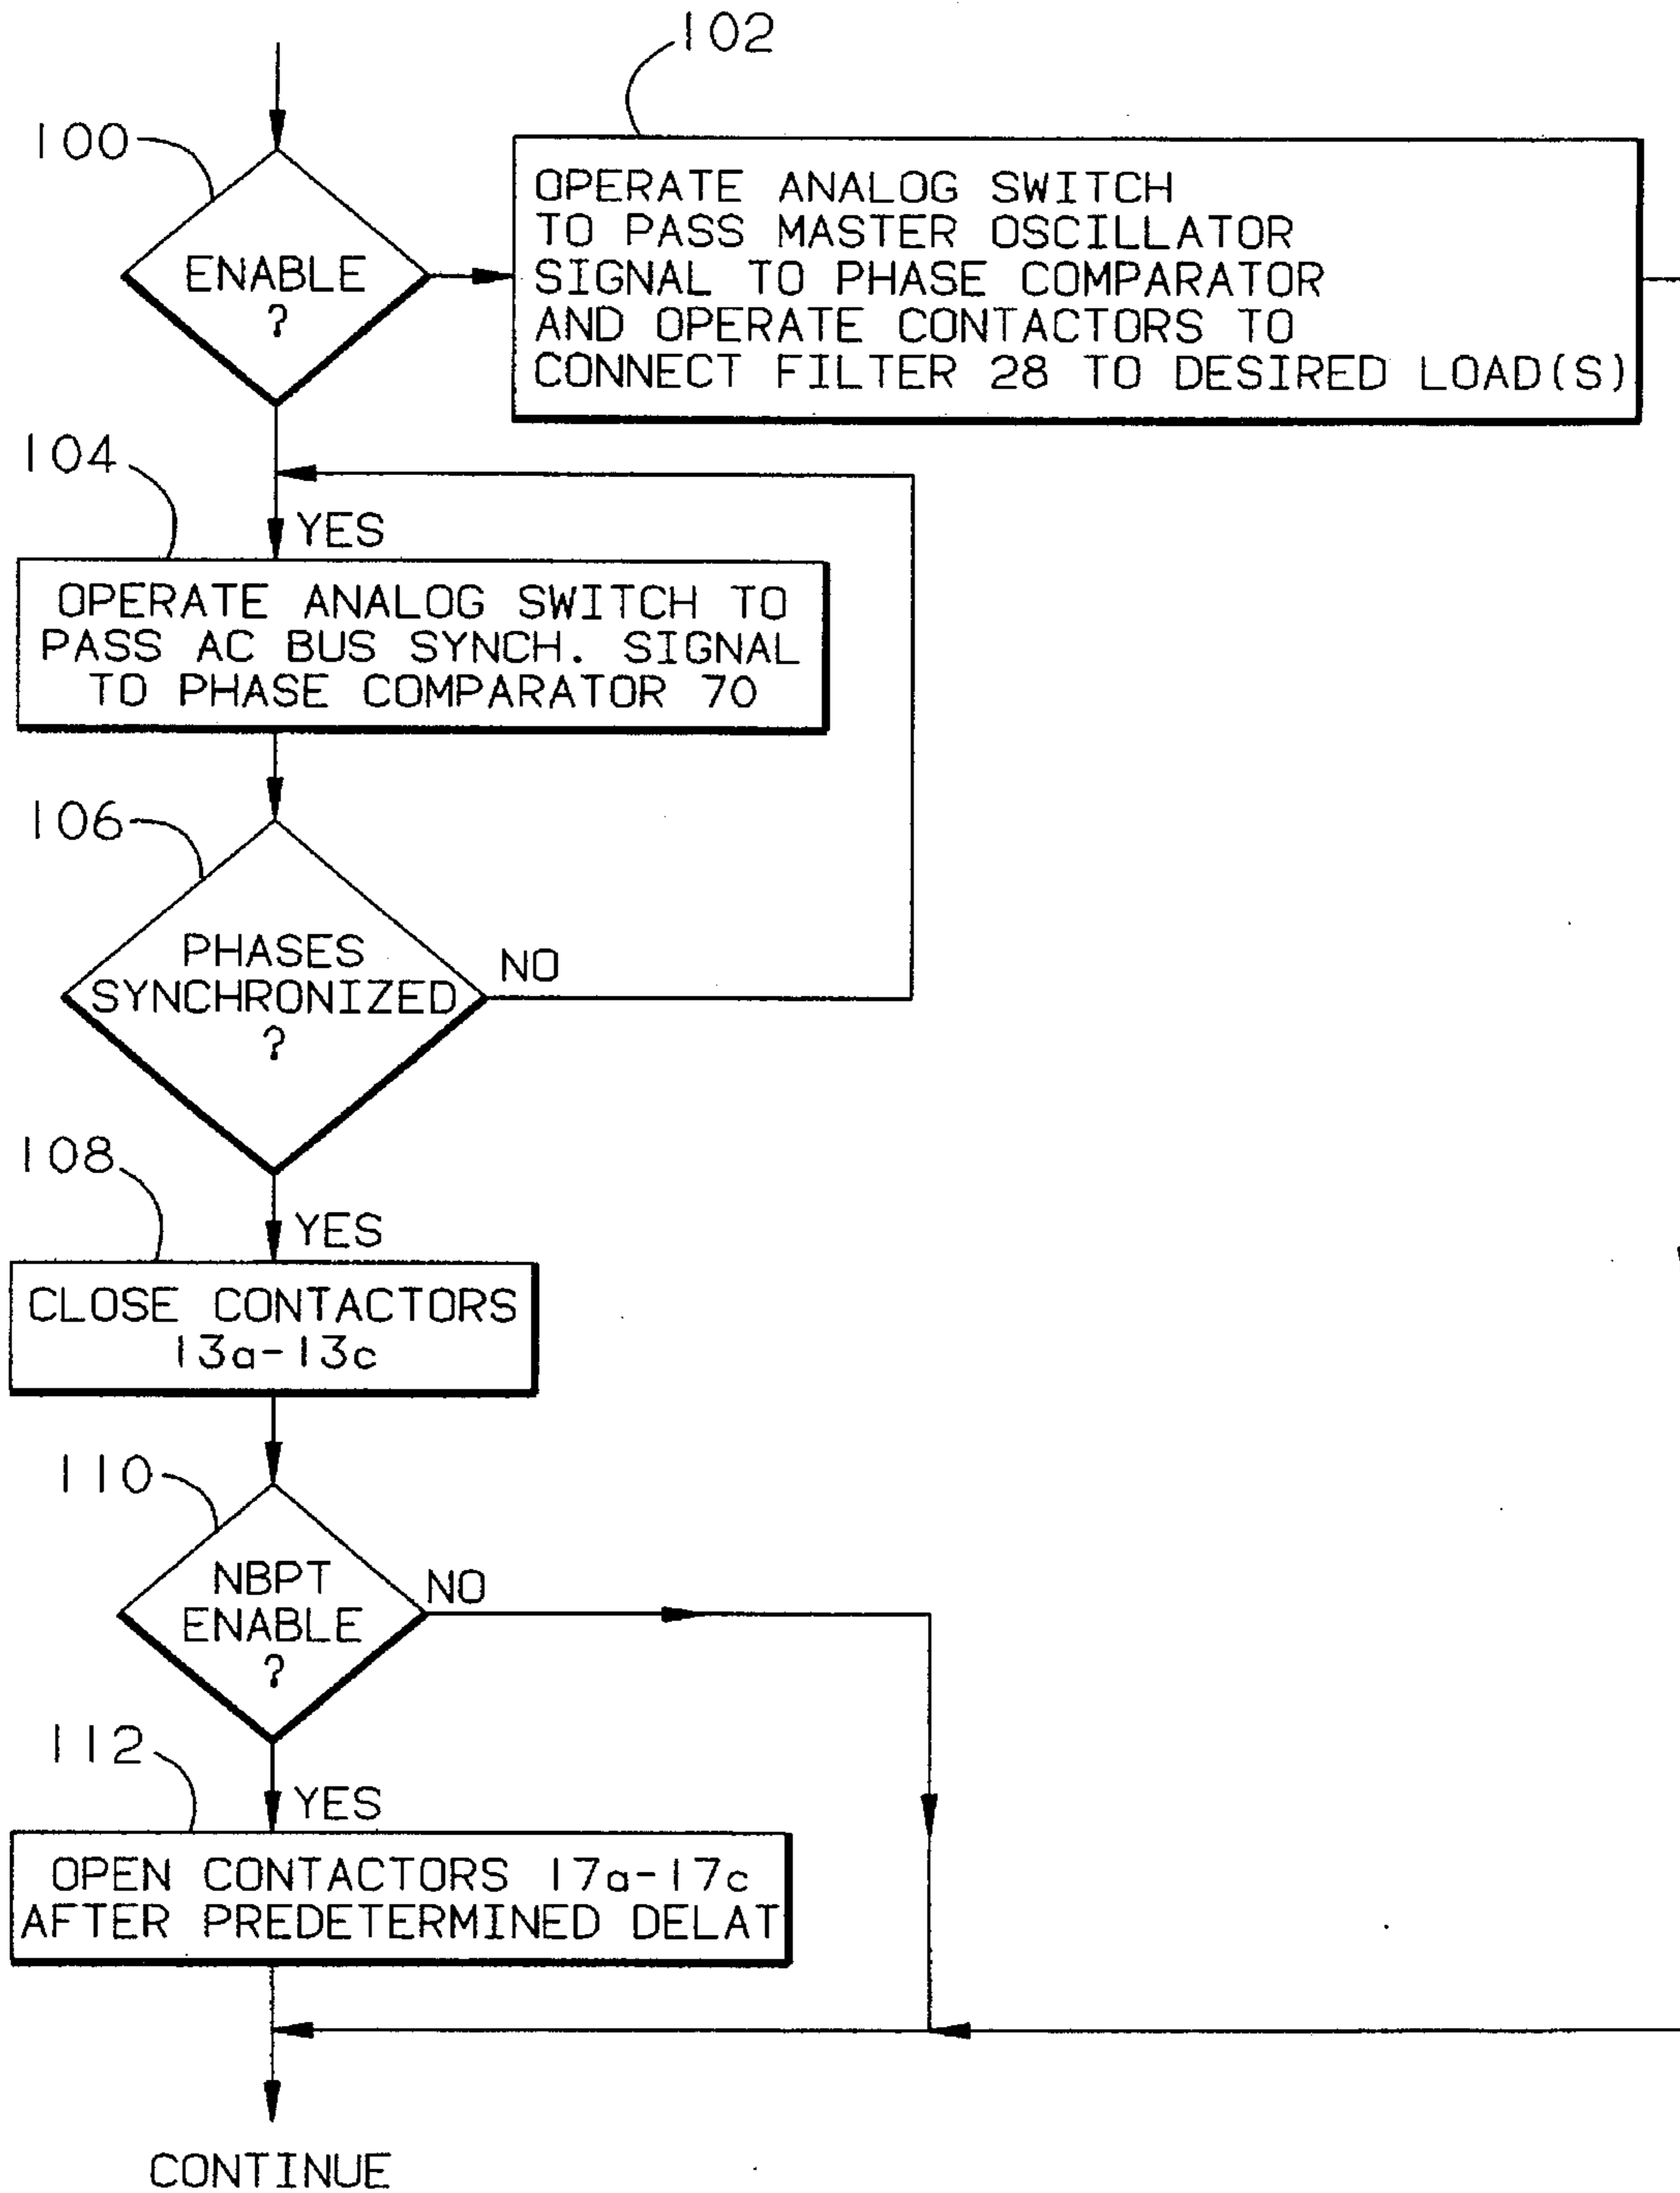 102
100
ENABLE
?
OPERATE ANALOG SWITCH
TO PASS MASTER OSCILLATOR
SIGNAL TO PHASE COMPARATOR
AND OPERATE CONTACTORS TO
CONNECT FILTER 28 TO DESIRED LOAD(S)
104
YES
OPERATE ANALOG SWITCH TO
PASS AC BUS SYNCH. SIGNAL
TO PHASE COMPARATOR 70
106
PHASES
SYNCHRONIZED
?
NO
108
YES
CLOSE CONTACTORS
13a-13c
110
NBPT
ENABLE
?
NO
112
YES
OPEN CONTACTORS 17a-17c
AFTER PREDETERMINED DELAT
CONTINUE